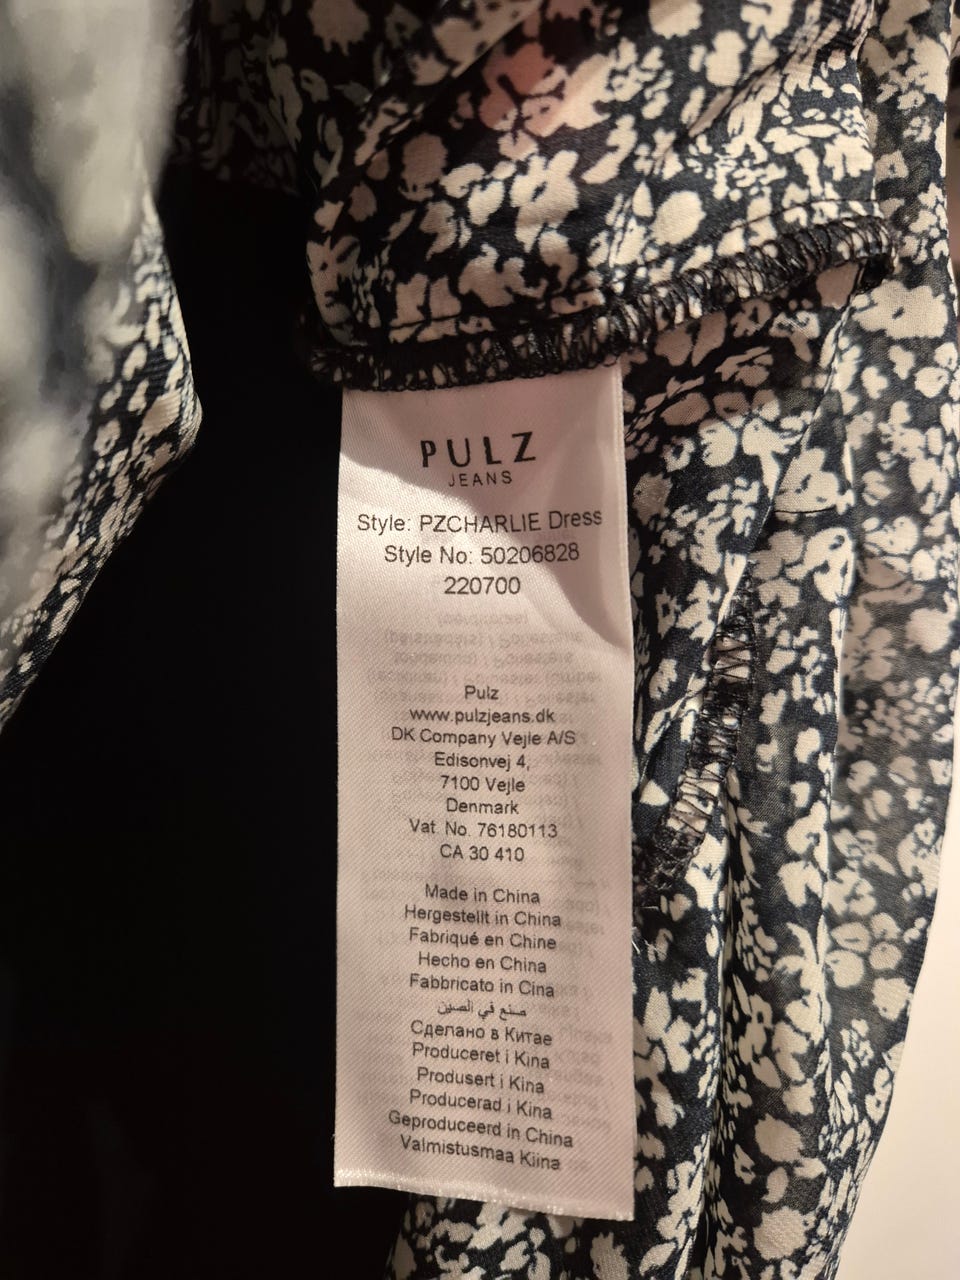 PULZ
JEANS
Style: PZCHARLIE Dress
Style No: 50206828
220700
Pulz
www.pulzjeans.dk
DK Company Vejle A/S
Edisonvej 4,
7100 Vejle
Denmark
Vat. No. 76180113
CA 30 410
Made in China
Hergestellt in China
Fabriqué en Chine
Hecho en China
Fabbricato in Cina
صنع في الصين
Сделано в Китае
Produceret i Kina
Produsert i Kina
Producerad i Kina
Geproduceerd in China
Valmistusmaa Kiina